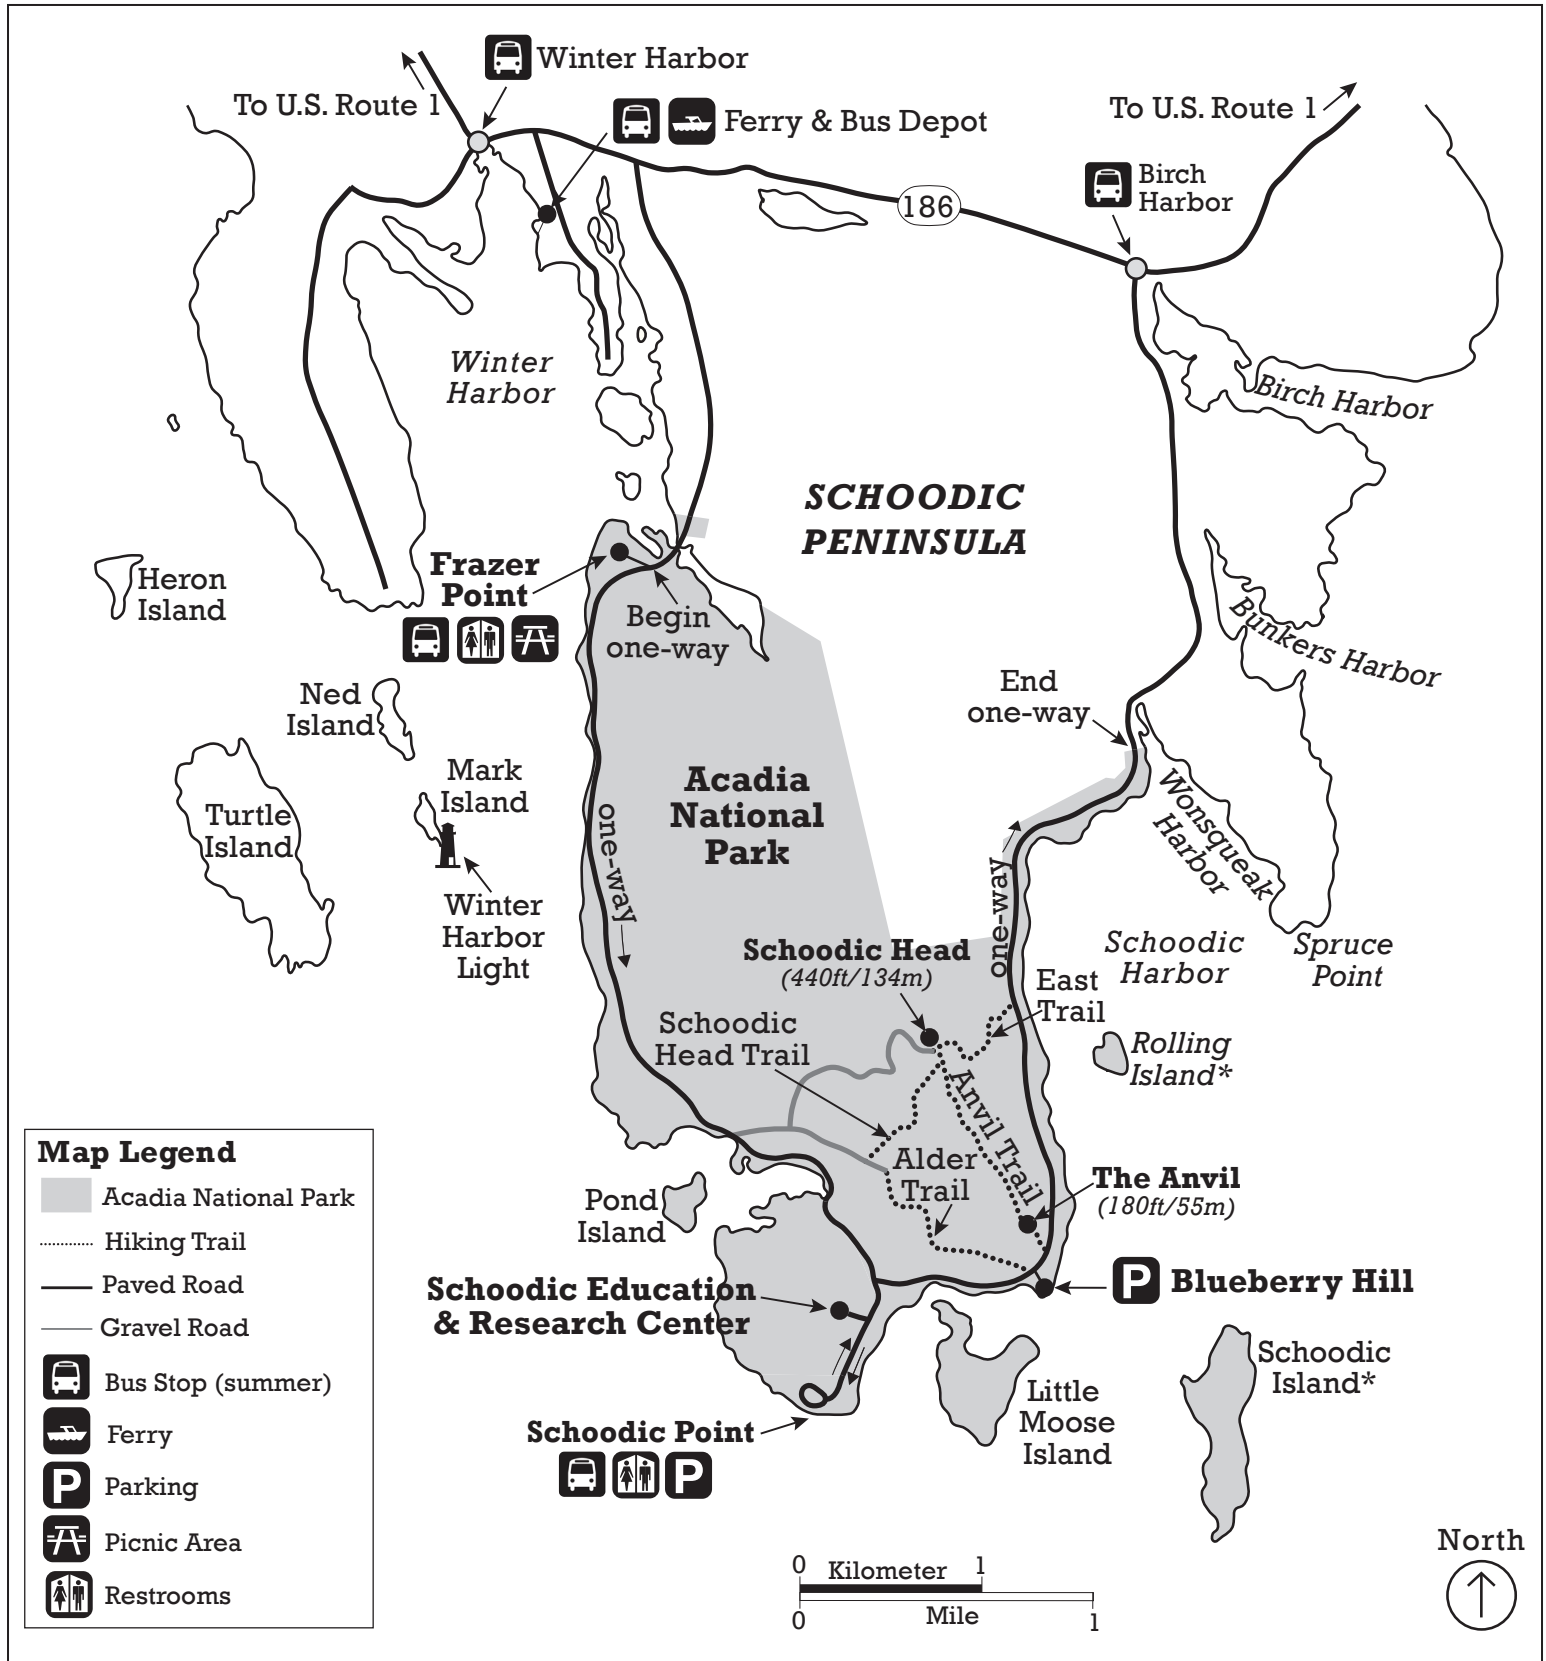 Winter Harbor
To U.S. Route 1
Ferry & Bus Depot
To U.S. Route 1
Birch
Harbor
186
Winter
Harbor
Birch Harbor
SCHOODIC
PENINSULA
Frazer
Point
Heron
Island
Begin
one-way
Bunkers Harbor
Ned
Island
End
one-way
Mark
Island
Acadia
National
Park
Turtle
Island
one-way
Wonsqueak
Harbor
one-way
Winter
Harbor
Light
Schoodic Head
(440ft/134m)
Schoodic
Harbor
Spruce
Point
East
Trail
Schoodic
Head Trail
Rolling
Island*
Anvil Trail
Alder
Trail
The Anvil
(180ft/55m)
Pond
Island
Schoodic Education
& Research Center
P
Blueberry Hill
Schoodic
Island*
Little
Moose
Island
Schoodic Point
P
Map Legend
Acadia National Park
Hiking Trail
Paved Road
Gravel Road
Bus Stop (summer)
Ferry
P
Parking
Picnic Area
Restrooms
0 Kilometer 1
0 Mile 1
North